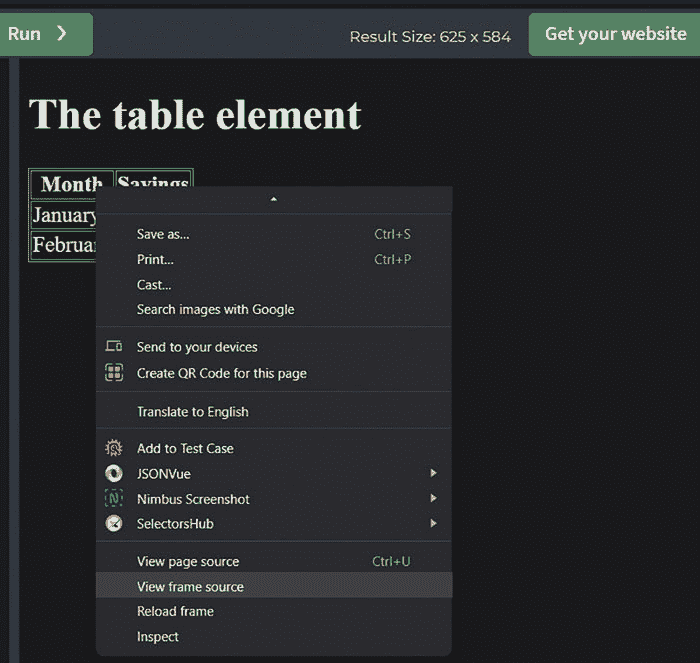 Run ❯
Result Size: 625 x 584
Get your website
The table element
Month Savings
January
Februar
Save as... Ctrl+S
Print... Ctrl+P
Cast...
Search images with Google
Send to your devices
Create QR Code for this page
Translate to English
Add to Test Case
JSONVue
Nimbus Screenshot
SelectorsHub
View page source Ctrl+U
View frame source
Reload frame
Inspect